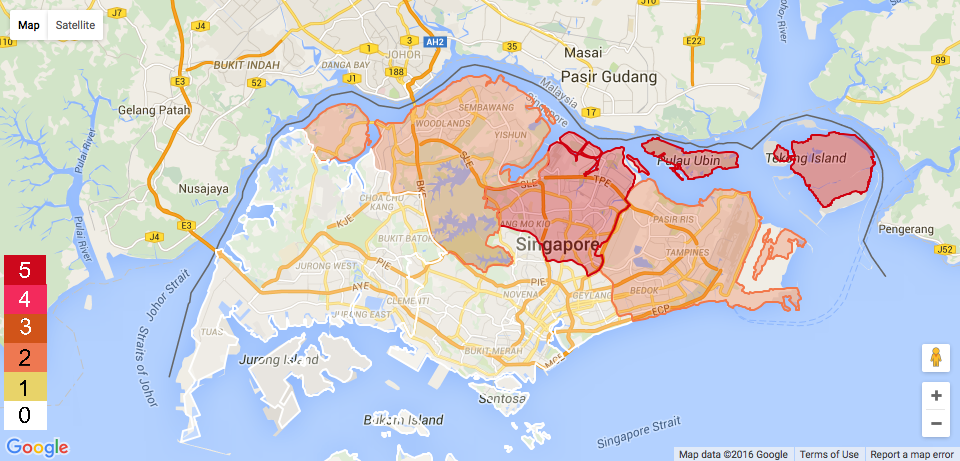 Map Satellite
110
J7
J4
BUKIT INDAH
E3
52
1
3
AH2
JOHOR
DANGA BAY
J1
188
35
Masai
E22
Johor River
89
Pasir Gudang
17
Malaysia
Singapore
Gelang Patah
Pulai River
Pulai River
Nusajaya
SEMBAWANG
WOODLANDS
YISHUN
SLE
BKE
SLE
TPE
Pulau Ubin
Tekong Island
CHOA CHU
KANG
KJE
ANG MO KIO
PASIR RIS
Pengerang
J4
E3
BUKIT BATOK
Singapore
TAMPINES
J52
JURONG WEST
PIE
AYE
PIE
NOVENA
GEYLANG
BEDOK
ECP
CLEMENTI
JURONG EAST
TUAS
Johor Strait
Straits of Johor
Jurong Island
BUKIT MERAH
MCE
Sentosa
Bukom Island
Singapore Strait
5
4
3
2
1
0
+
−
Google
Map data ©2016 Google Terms of Use Report a map error